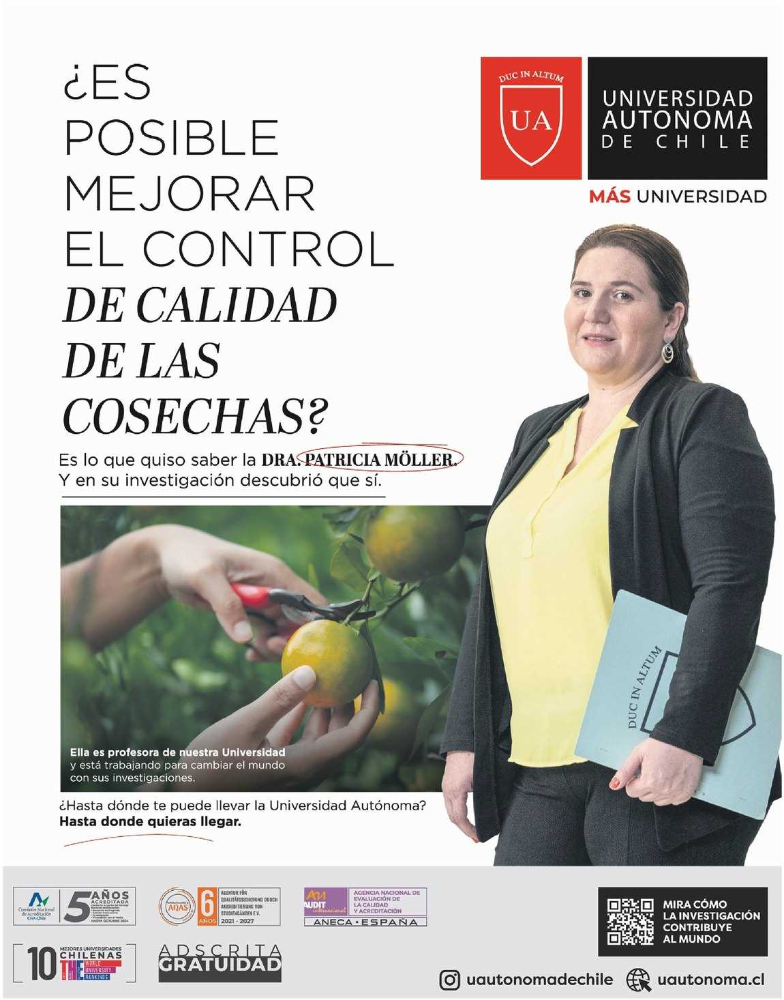 ¿ES
POSIBLE
MEJORAR
EL CONTROL
DE CALIDAD
DE LAS
COSECHAS?
DUC IN ALTUM
UA
UNIVERSIDAD
AUTONOMA
DE CHILE
MÁS UNIVERSIDAD
Es lo que quiso saber la DRA. PATRICIA MÖLLER.
Y en su investigación descubrió que sí.
DUC IN ALTUM
Ella es profesora de nuestra Universidad
y está trabajando para cambiar el mundo
con sus investigaciones.
¿Hasta dónde te puede llevar la Universidad Autónoma?
Hasta donde quieras llegar.
Comisión Nacional
de Acreditación
CNA-Chile
5 AÑOS
ACREDITADA
HASTA OCTUBRE 2024
AQAS
6
AÑOS
AGENTUR FÜR
QUALITÄTSSICHERUNG DURCH
AKKREDITIERUNG VON
STUDIENGÄNGEN E.V.
2021 - 2027
AUDIT
internacional
AGENCIA NACIONAL DE
EVALUACIÓN DE
LA CALIDAD
Y ACREDITACIÓN
ANECA • ESPAÑA
10 MEJORES UNIVERSIDADES
CHILENAS
THE WORLD
UNIVERSITY
RANKINGS
ADSCRITA
GRATUIDAD
MIRA CÓMO
LA INVESTIGACIÓN
CONTRIBUYE
AL MUNDO
uautonomadechile
uautonoma.cl